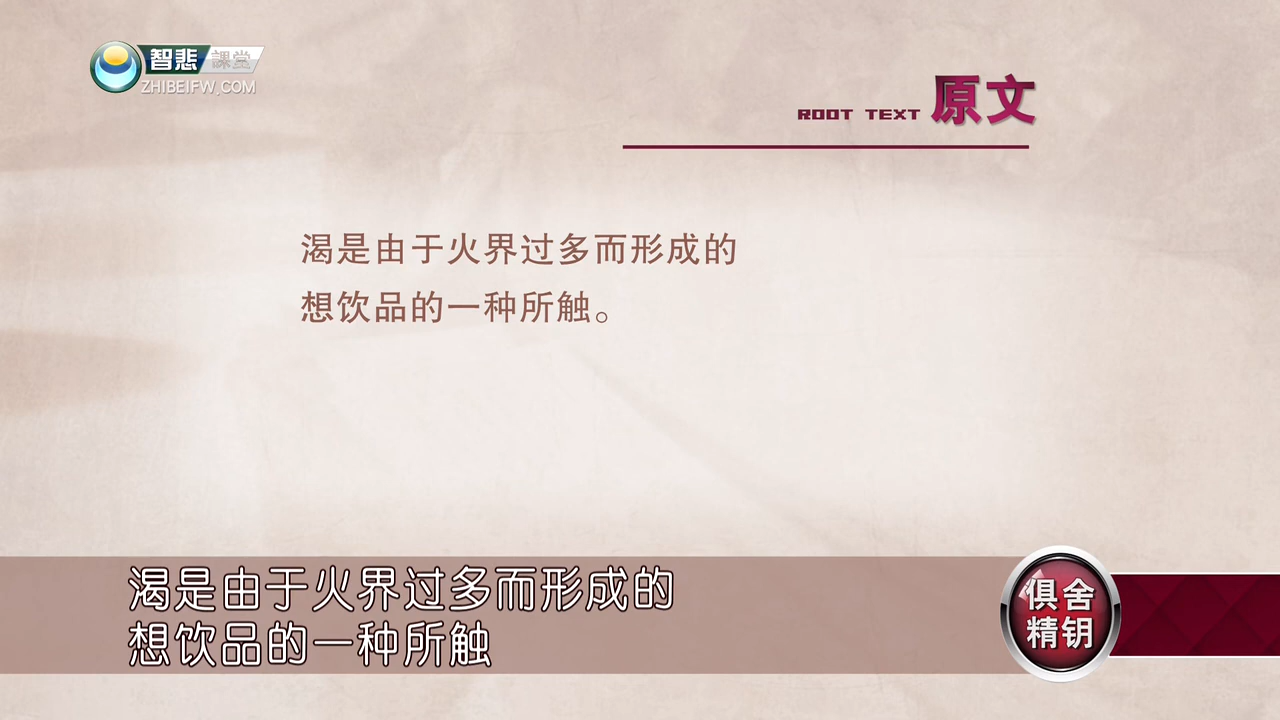 智悲 課堂
ZHIBEIFW.COM
ROOT TEXT 原文
渴是由于火界过多而形成的
想饮品的一种所触。
渴是由于火界过多而形成的
想饮品的一种所触
俱舍
精钥